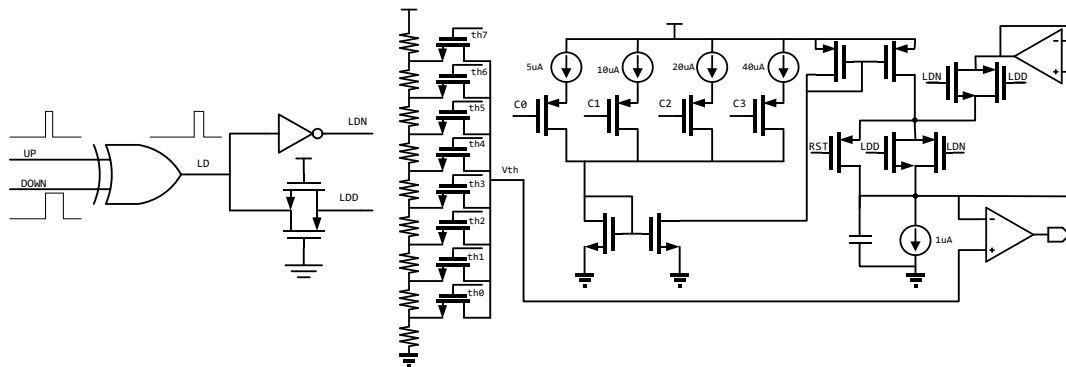 UP
DOWN
LD
LDN
LDD
th7
th6
th5
th4
th3
th2
th1
th0
Vth
5uA
10uA
20uA
40uA
C0
C1
C2
C3
LDN
LDD
RST
LDD
LDN
1uA
-
+
-
+